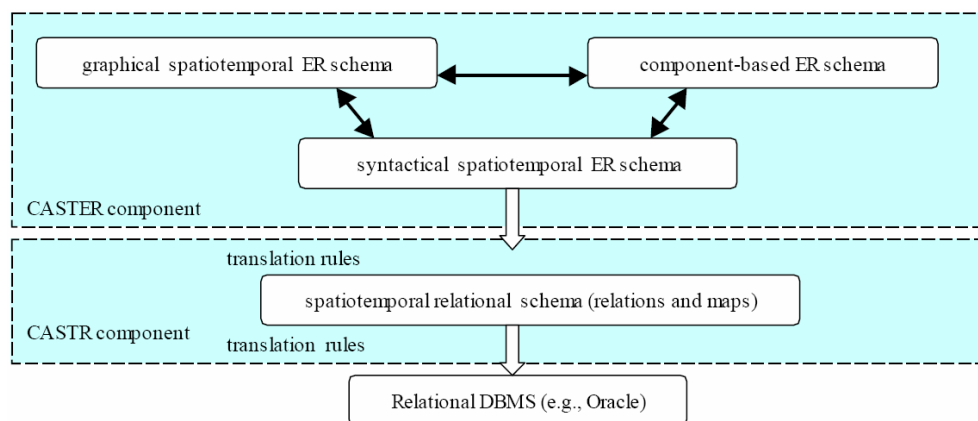 graphical spatiotemporal ER schema
component-based ER schema
syntactical spatiotemporal ER schema
CASTER component
translation rules
spatiotemporal relational schema (relations and maps)
CASTR component
translation rules
Relational DBMS (e.g., Oracle)